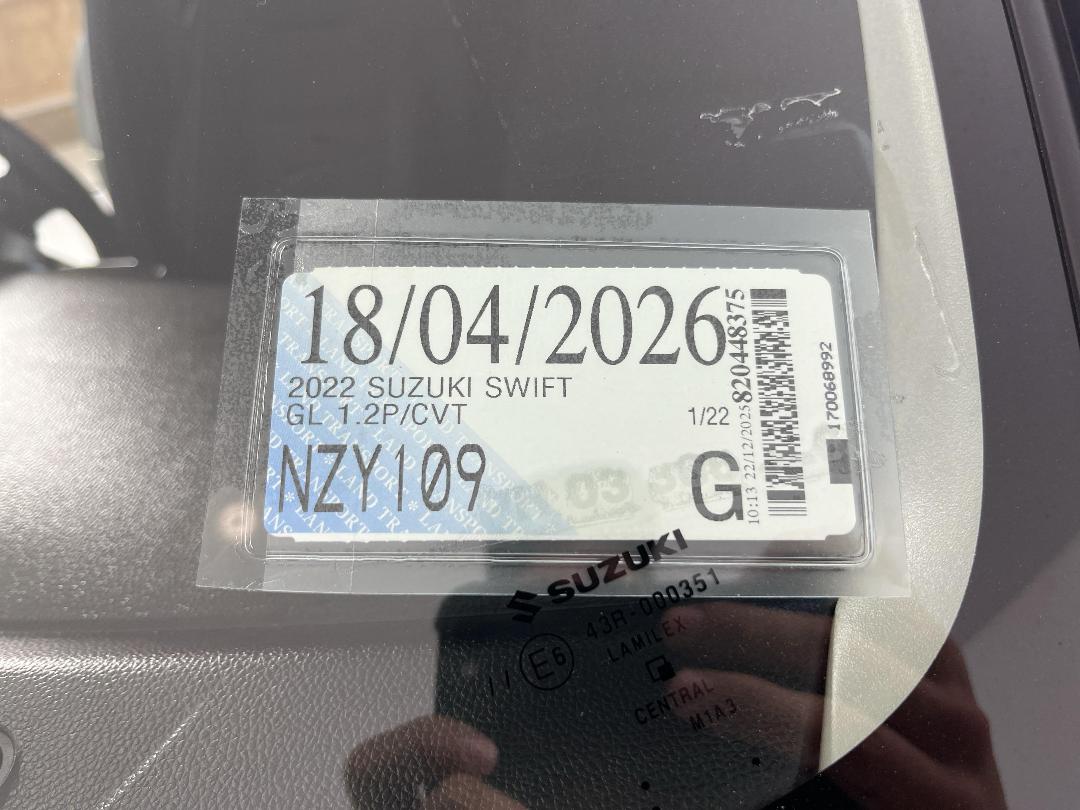 18/04/2026
2022 SUZUKI SWIFT
GL 1.2P/CVT
1/22
NZY109
G
10:13 22/12/2025 820448375
170068992
SUZUKI
43R-000351
E6
LAMILEX
CENTRAL
M1A3